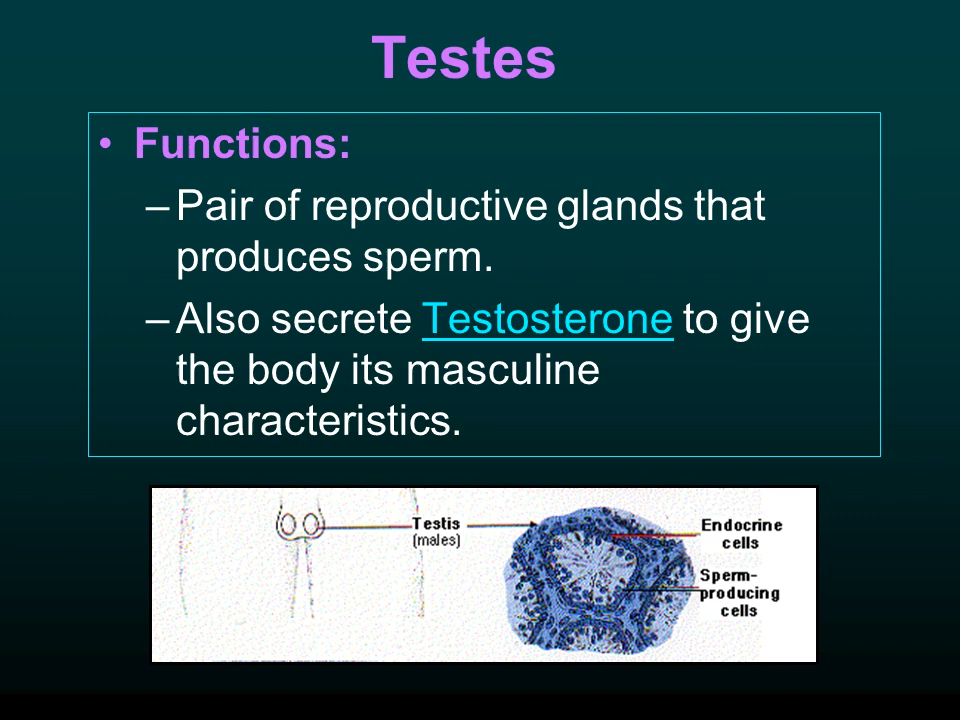 Testes
• Functions:
– Pair of reproductive glands that
produces sperm.
– Also secrete Testosterone to give
the body its masculine
characteristics.
Testis
(males)
Endocrine
cells
Sperm-
producing
cells